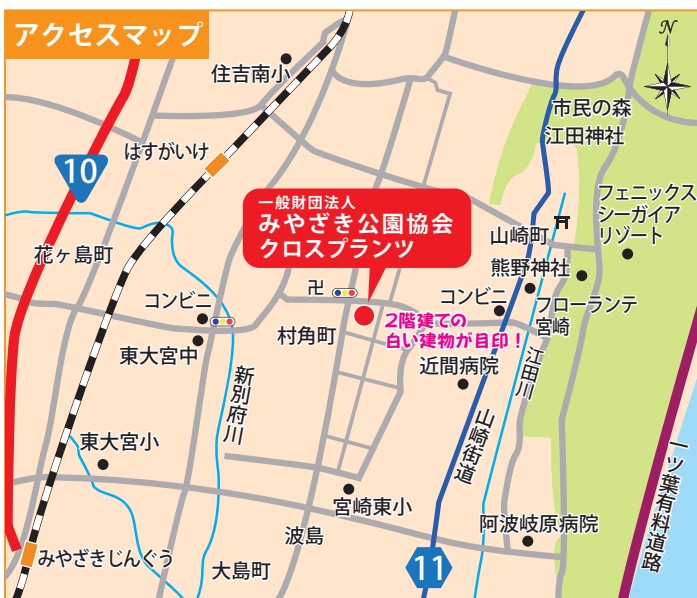 アクセスマップ
N
住吉南小
市民の森
江田神社
はすがいけ
10
一般財団法人
みやざき公園協会
クロスプランツ
フェニックス
シーガイア
リゾート
山崎町
花ヶ島町
熊野神社
卍
コンビニ
コンビニ
フローランテ
宮崎
2階建ての
白い建物が目印!
村角町
東大宮中
近間病院
江田川
新別府川
山崎街道
東大宮小
一ツ葉有料道路
宮崎東小
阿波岐原病院
波島
みやざきじんぐう
大島町
11